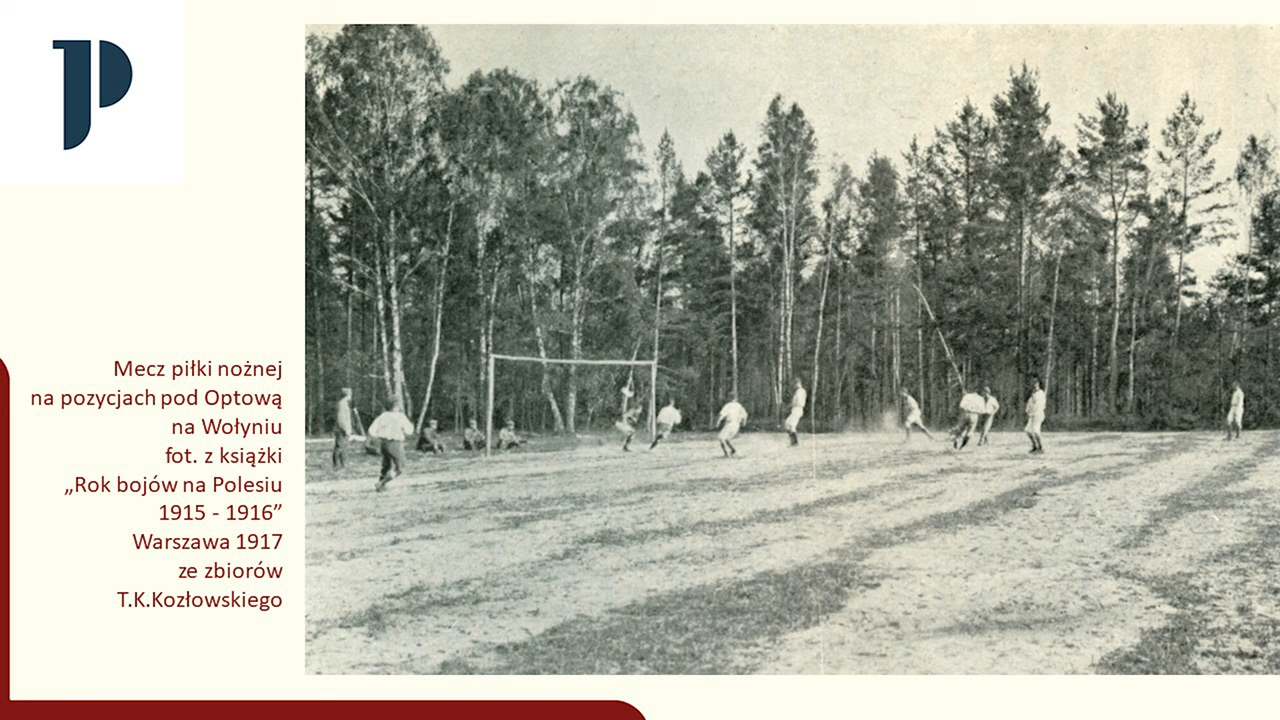 Mecz piłki nożnej
na pozycjach pod Optową
na Wołyniu
fot. z książki
„Rok bojów na Polesiu
1915 - 1916”
Warszawa 1917
ze zbiorów
T.K.Kozłowskiego